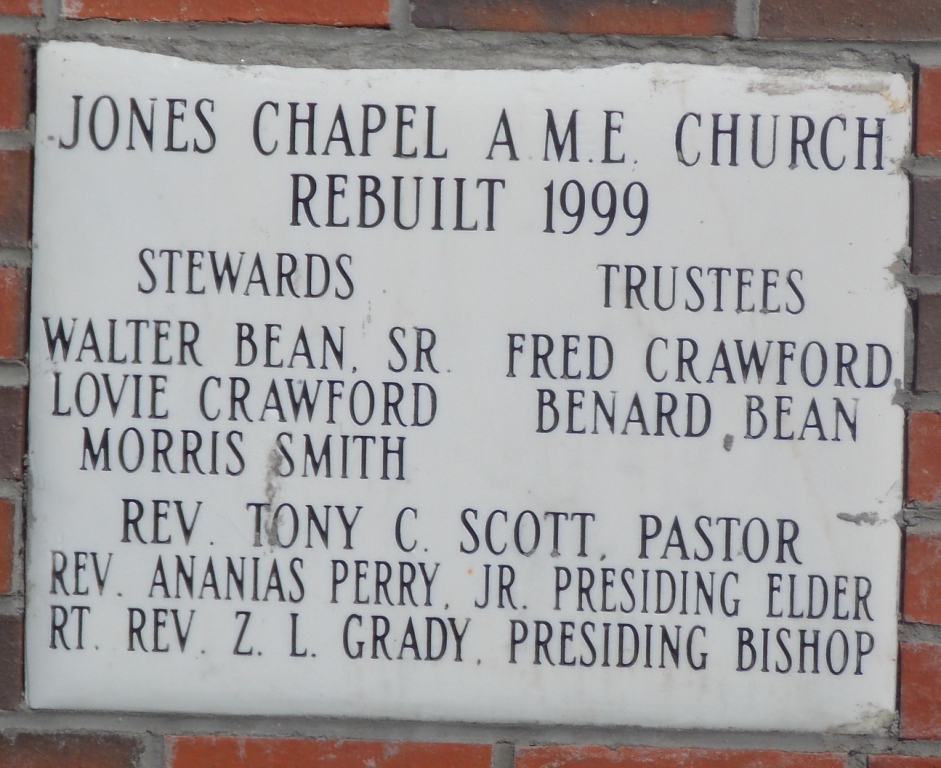 JONES CHAPEL A.M.E. CHURCH
REBUILT 1999
STEWARDS
WALTER BEAN, SR.
LOVIE CRAWFORD
MORRIS SMITH
TRUSTEES
FRED CRAWFORD
BENARD BEAN
REV. TONY C. SCOTT, PASTOR
REV. ANANIAS PERRY, JR. PRESIDING ELDER
RT. REV. Z. L. GRADY, PRESIDING BISHOP